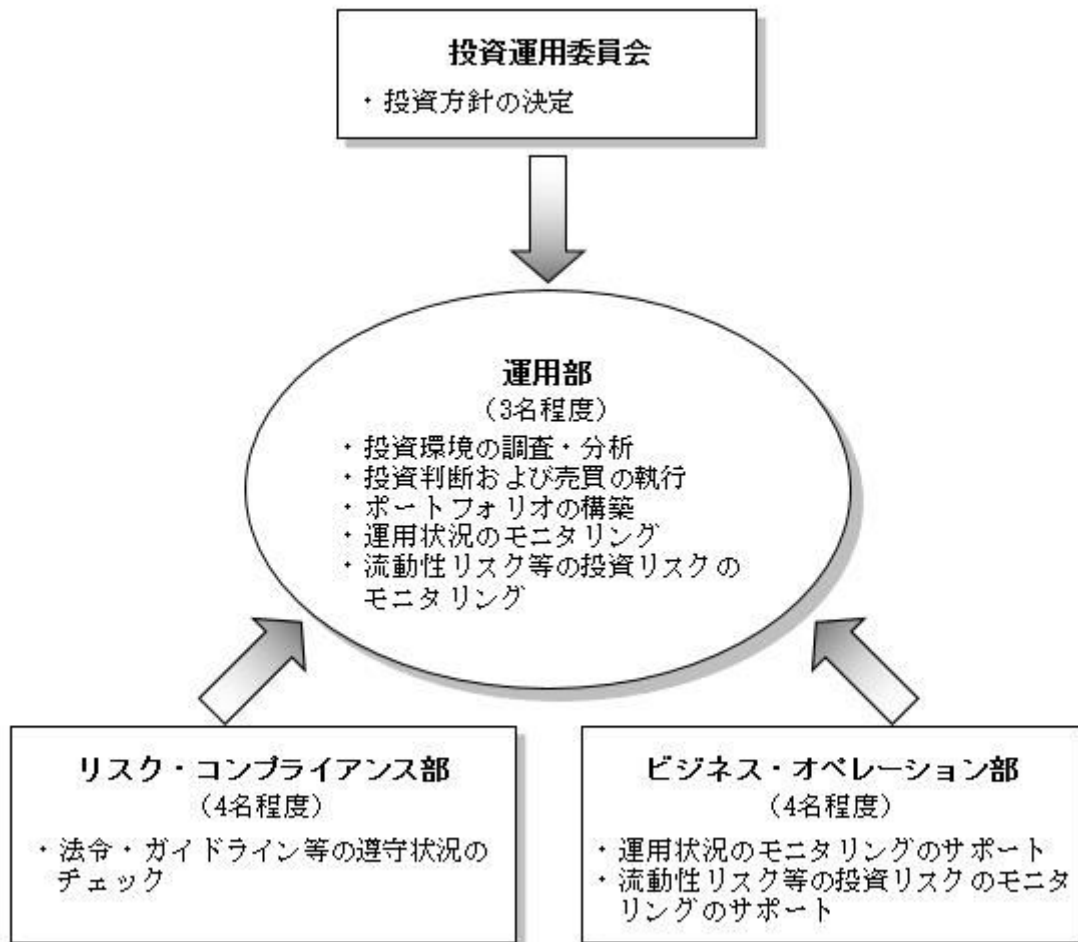 投資運用委員会
・投資方針の決定
運用部
（3名程度）
・投資環境の調査・分析
・投資判断および売買の執行
・ポートフォリオの構築
・運用状況のモニタリング
・流動性リスク等の投資リスクの
モニタリング
リスク・コンプライアンス部
（4名程度）
・法令・ガイドライン等の遵守状況の
チェック
ビジネス・オペレーション部
（4名程度）
・運用状況のモニタリングのサポート
・流動性リスク等の投資リスクのモニタ
リングのサポート